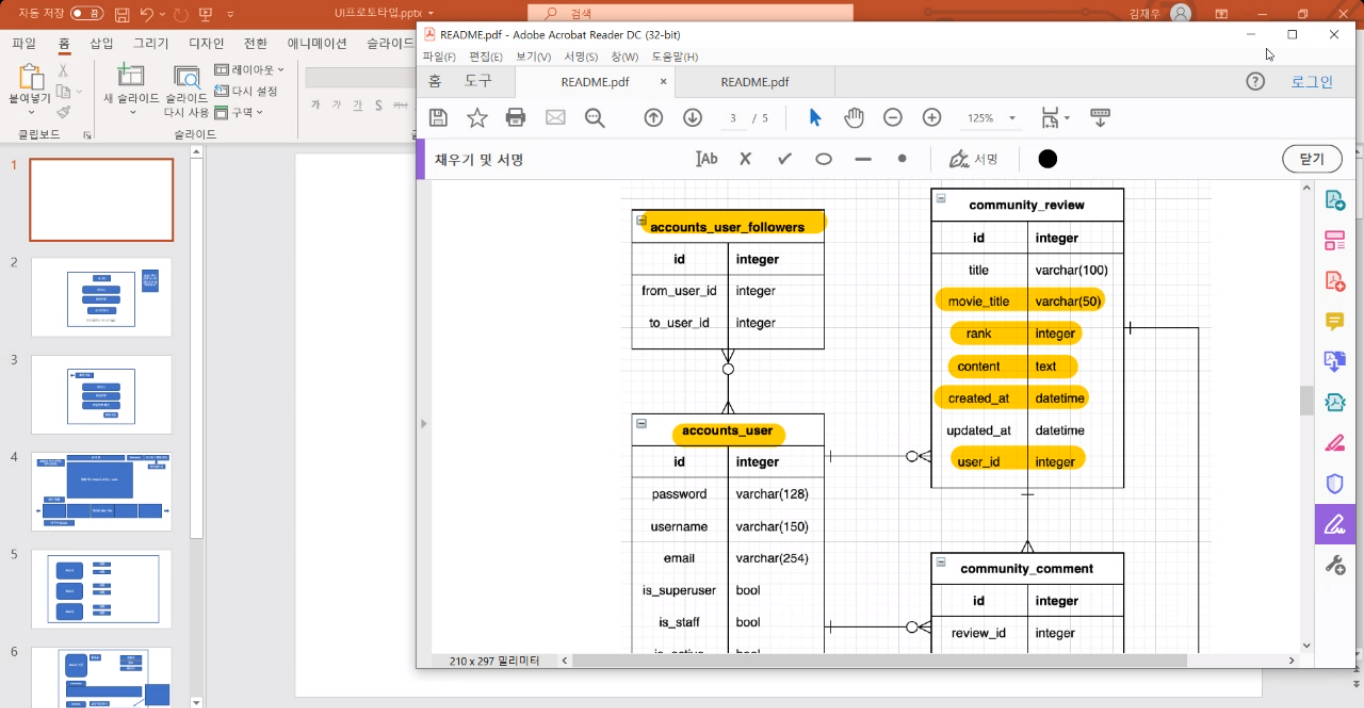 자동 저장
UI프로토타입.pptx
검색
김재우
파일 홈 삽입 그리기 디자인 전환 애니메이션 슬라이드
붙여넣기
새 슬라이드
슬라이드
다시 사용
레이아웃
다시 설정
구역
가 가 가 S
클립보드
슬라이드
1
2
3
4
5
6
README.pdf - Adobe Acrobat Reader DC (32-bit)
파일(F) 편집(E) 보기(V) 서명(S) 창(W) 도움말(H)
홈 도구 README.pdf × README.pdf
로그인
3 / 5
125%
채우기 및 서명
Ab
서명
닫기
accounts_user_followers
id integer
from_user_id integer
to_user_id integer
accounts_user
id integer
password varchar(128)
username varchar(150)
email varchar(254)
is_superuser bool
is_staff bool
is_active bool
community_review
id integer
title varchar(100)
movie_title varchar(50)
rank integer
content text
created_at datetime
updated_at datetime
user_id integer
community_comment
id integer
review_id integer
210 x 297 밀리미터